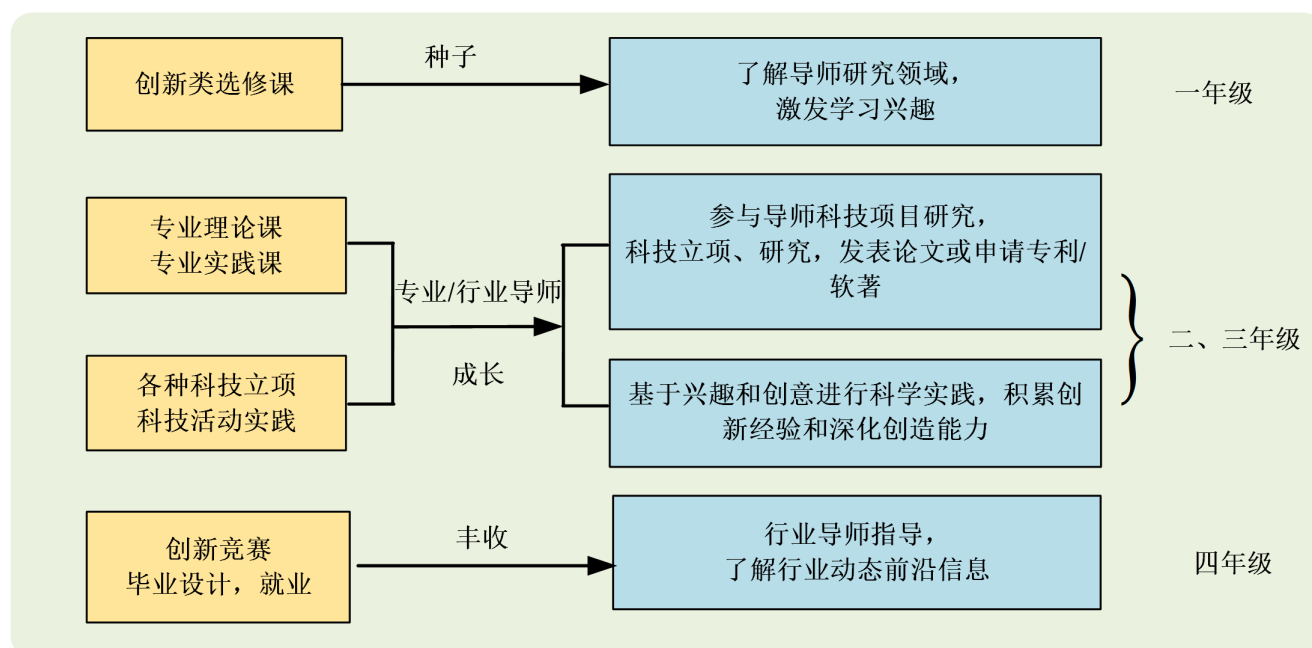 创新类选修课
种子
了解导师研究领域，
激发学习兴趣
一年级
专业理论课
专业实践课
各种科技立项
科技活动实践
专业/行业导师
成长
参与导师科技项目研究，
科技立项、研究，发表论文或申请专利/
软著
基于兴趣和创意进行科学实践，积累创
新经验和深化创造能力
二、三年级
创新竞赛
毕业设计，就业
丰收
行业导师指导，
了解行业动态前沿信息
四年级